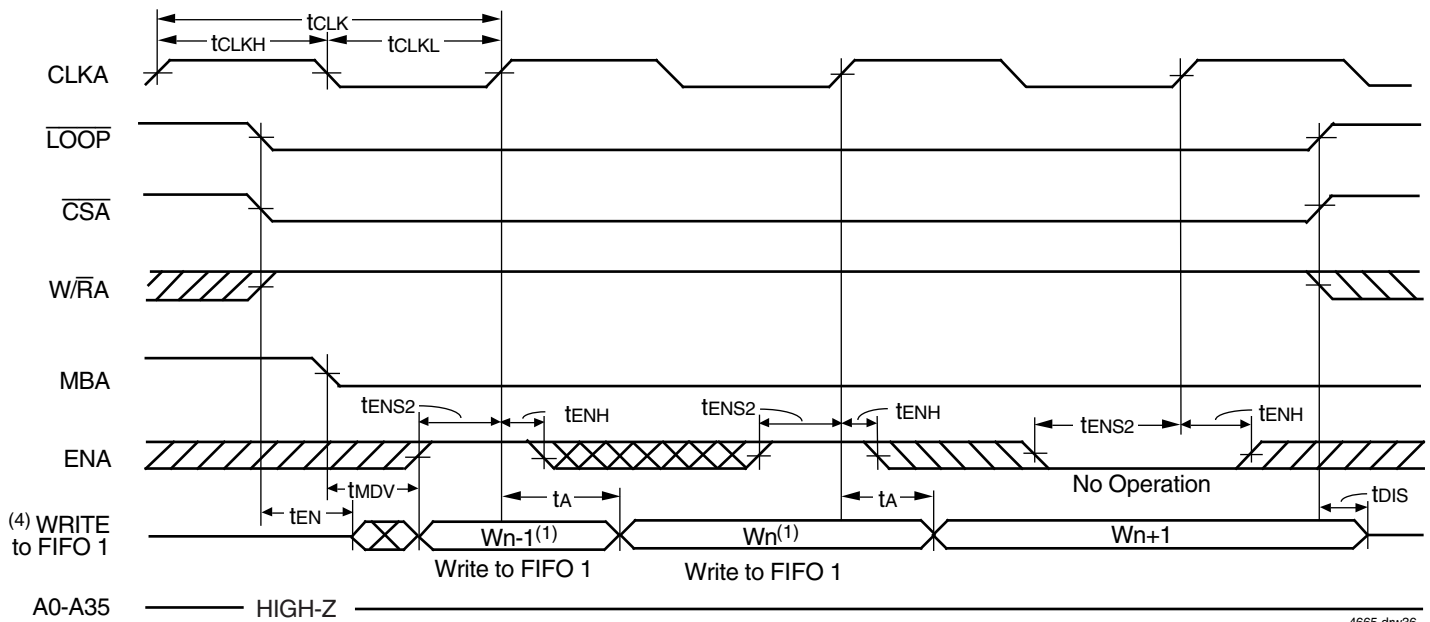 tCLK
tCLKH
tCLKL
CLKA
LOOP
CSA
W/RA
MBA
tENS2
tENH
tENS2
tENH
tENS2
tENH
ENA
No Operation
tMDV
tEN
tA
tA
tDIS
(4) WRITE
to FIFO 1
Wn-1(1)
Wn(1)
Wn+1
Write to FIFO 1
Write to FIFO 1
A0-A35
HIGH-Z